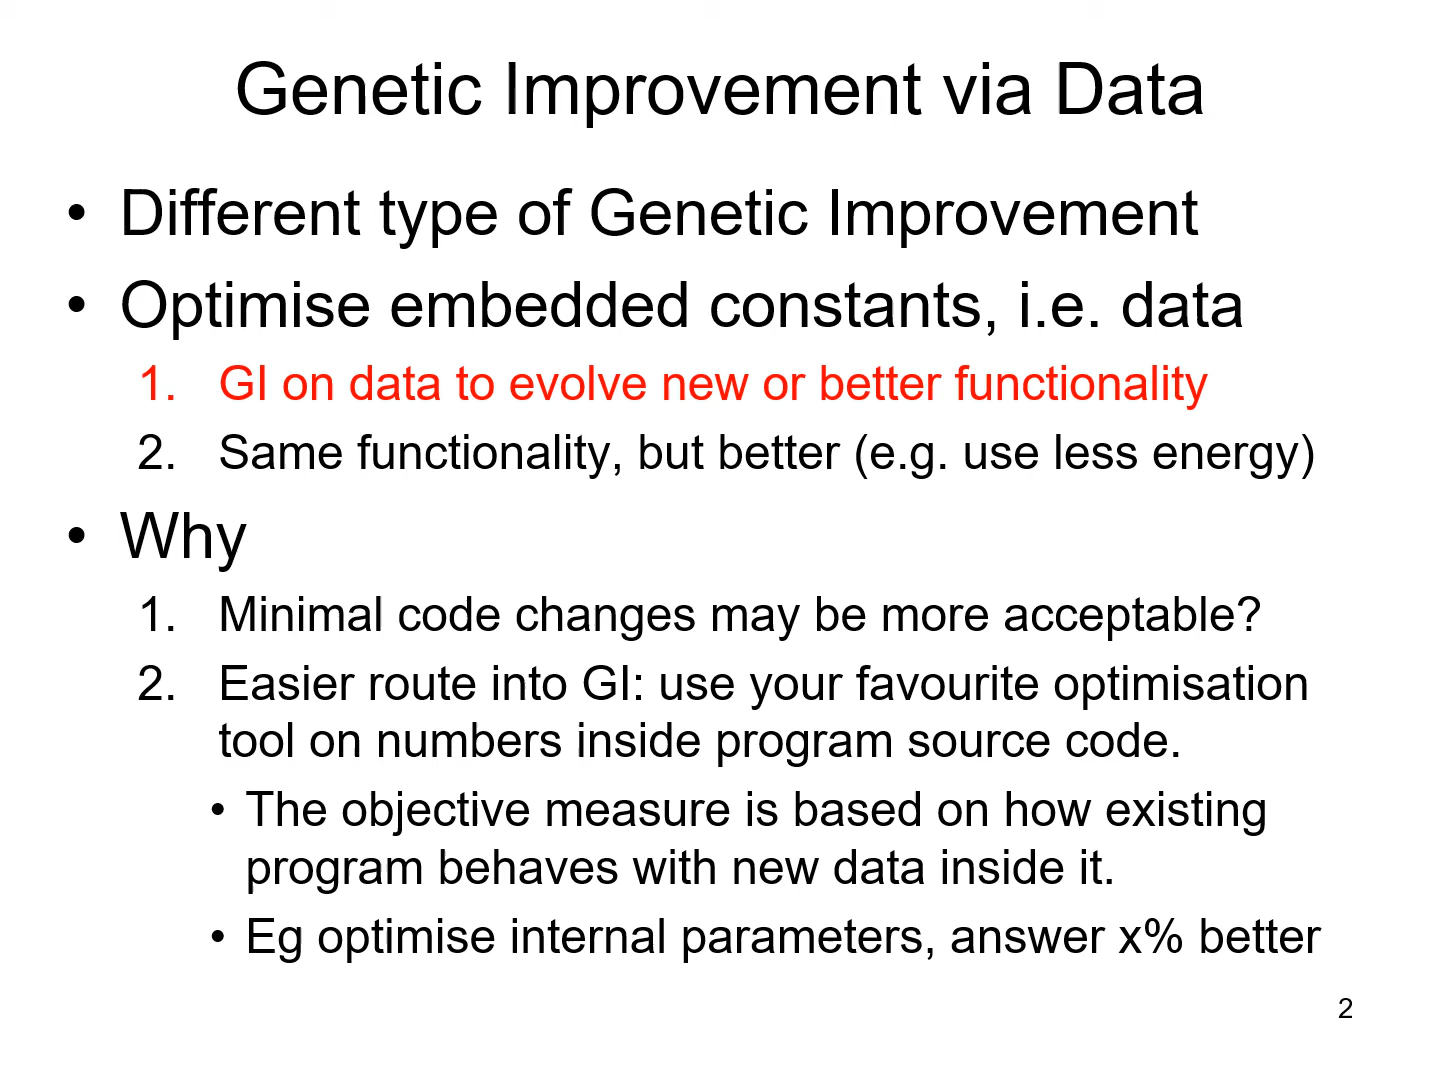 Genetic Improvement via Data
• Different type of Genetic Improvement
• Optimise embedded constants, i.e. data
1. GI on data to evolve new or better functionality
2. Same functionality, but better (e.g. use less energy)
• Why
1. Minimal code changes may be more acceptable?
2. Easier route into GI: use your favourite optimisation
tool on numbers inside program source code.
• The objective measure is based on how existing
program behaves with new data inside it.
• Eg optimise internal parameters, answer x% better
2